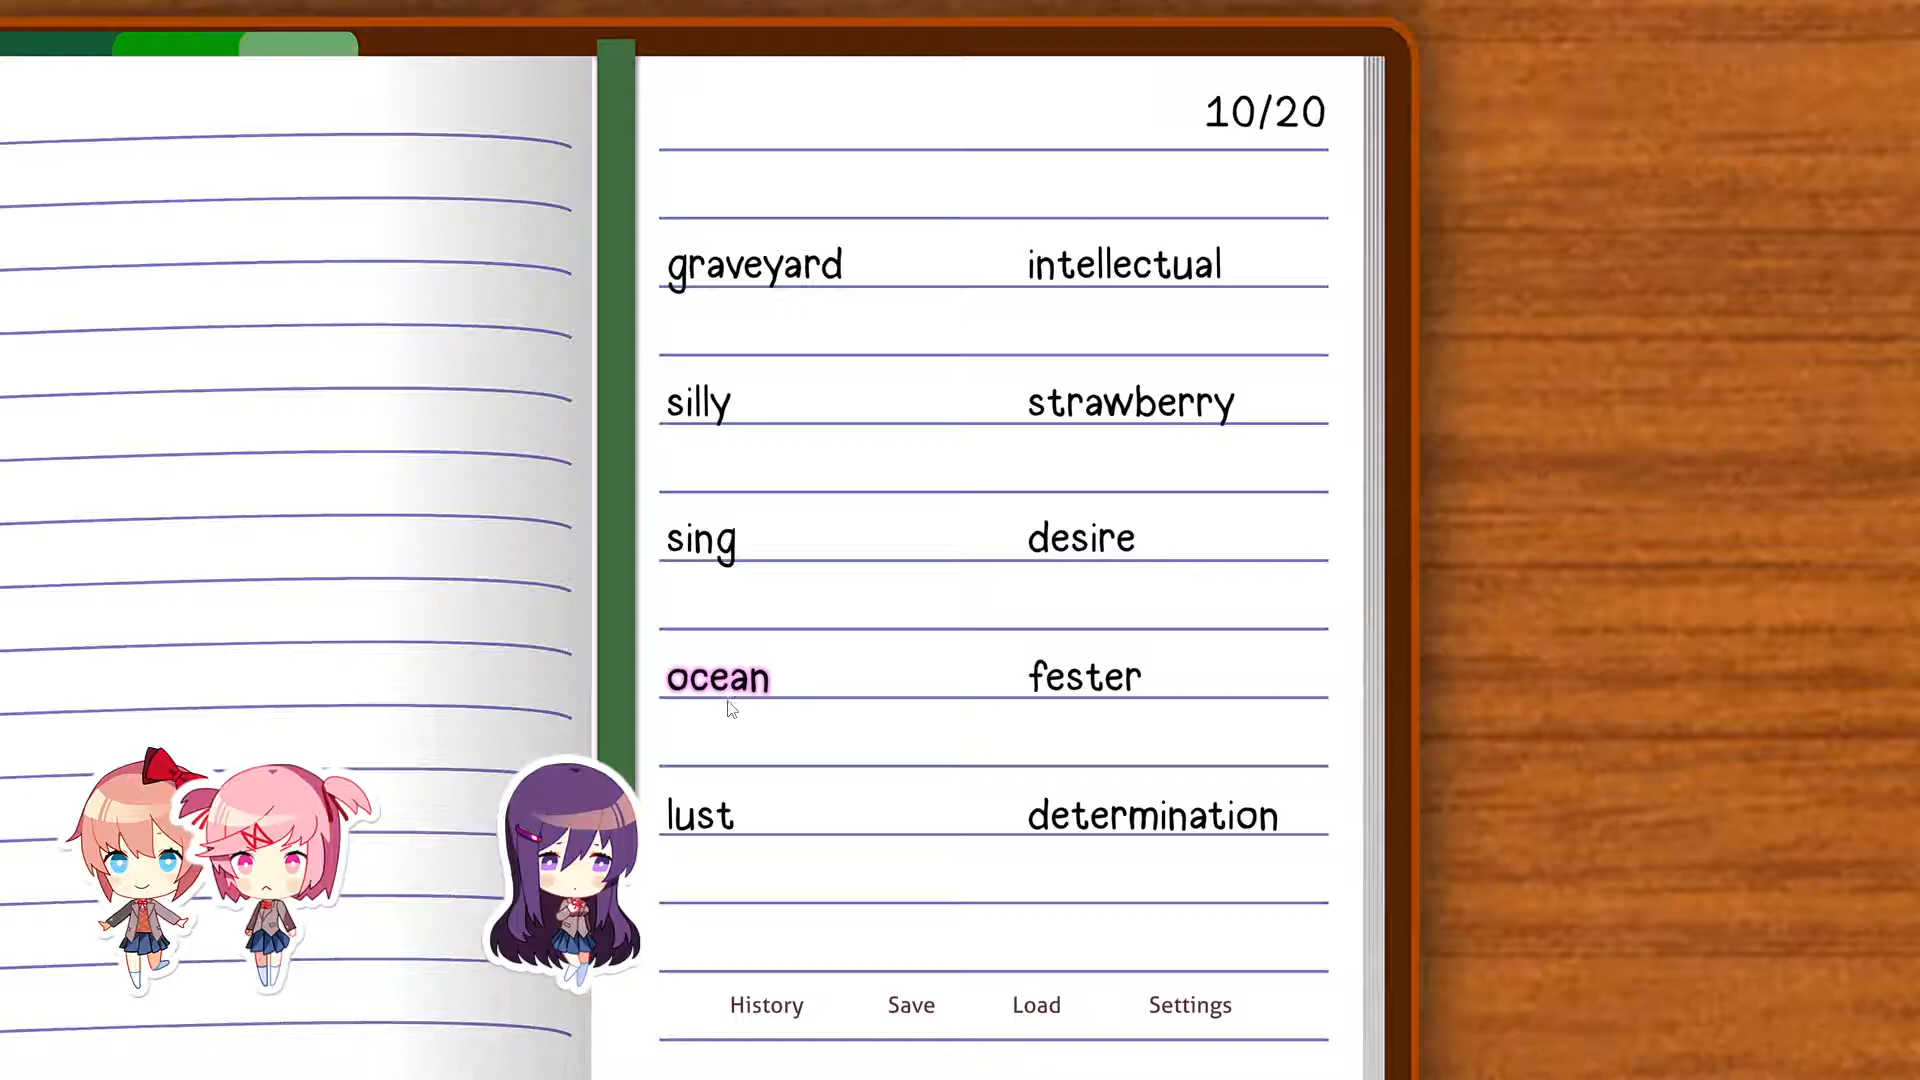 10/20
graveyard intellectual
silly strawberry
sing desire
ocean fester
lust determination
History Save Load Settings